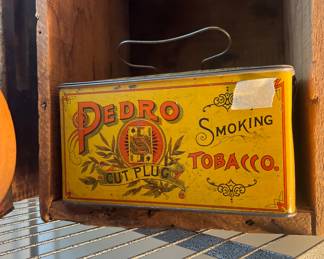 PEDRO
CUT PLUG
SMOKING
TOBACCO.